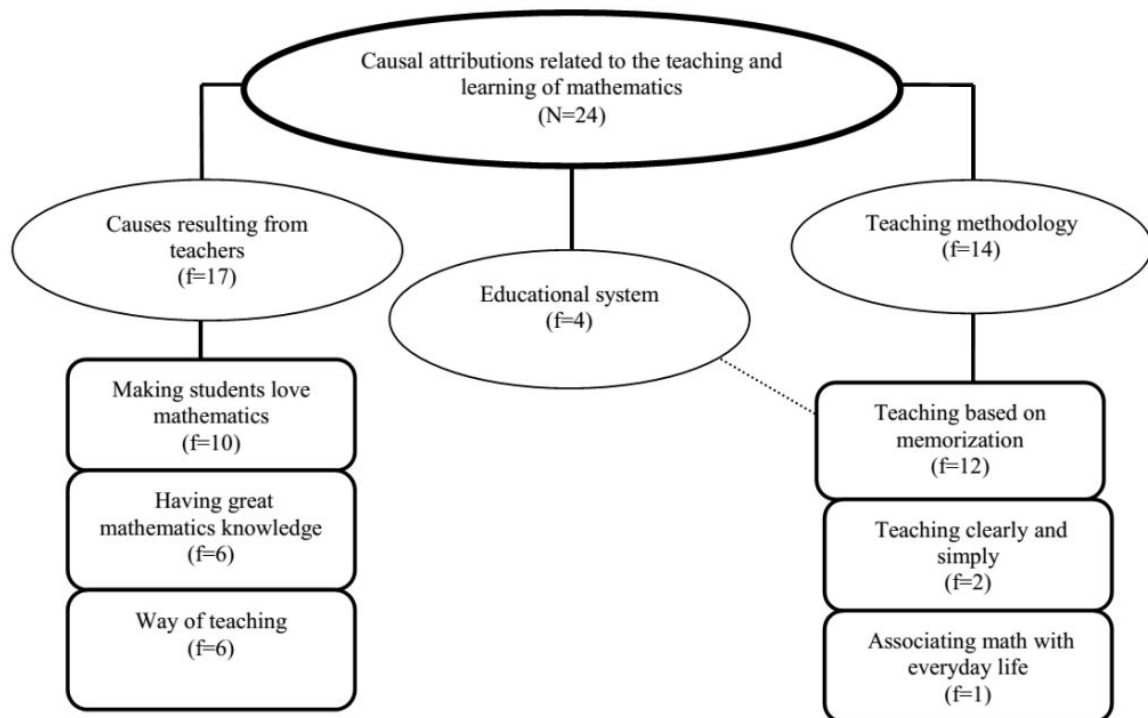 Causal attributions related to the teaching and
learning of mathematics
(N=24)
Causes resulting from
teachers
(f=17)
Educational system
(f=4)
Teaching methodology
(f=14)
Making students love
mathematics
(f=10)
Having great
mathematics knowledge
(f=6)
Way of teaching
(f=6)
Teaching based on
memorization
(f=12)
Teaching clearly and
simply
(f=2)
Associating math with
everyday life
(f=1)